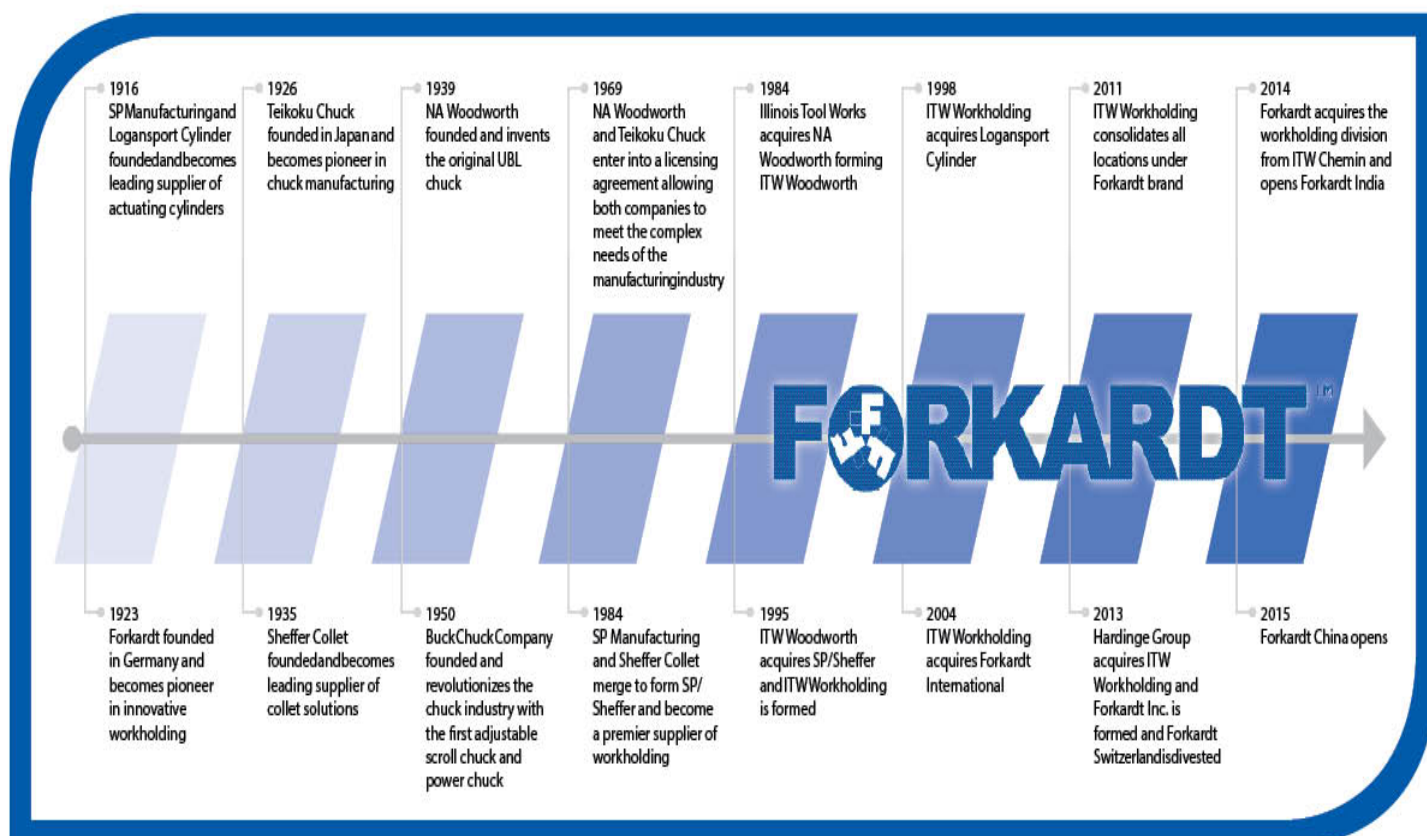 1916
SP Manufacturing and
Logansport Cylinder
foundedandbecomes
leading supplier of
actuating cylinders
1926
Teikoku Chuck
founded in Japan and
becomes pioneer in
chuck manufacturing
1939
NA Woodworth
founded and invents
the original UBL
chuck
1969
NA Woodworth
and Teikoku Chuck
enter into a licensing
agreement allowing
both companies to
meet the complex
needs of the
manufacturingindustry
1984
Illinois Tool Works
acquires NA
Woodworth forming
ITW Woodworth
1998
ITW Workholding
acquires Logansport
Cylinder
2011
ITW Workholding
consolidates all
locations under
Forkardt brand
2014
Forkardt acquires the
workholding division
from ITW Chemin and
opens Forkardt India
FORKARDT TM
1923
Forkardt founded
in Germany and
becomes pioneer
in innovative
workholding
1935
Sheffer Collet
foundedandbecomes
leading supplier of
collet solutions
1950
BuckChuckCompany
founded and
revolutionizes the
chuck industry with
the first adjustable
scroll chuck and
power chuck
1984
SP Manufacturing
and Sheffer Collet
merge to form SP/
Sheffer and become
a premier supplier of
workholding
1995
ITW Woodworth
acquires SP/Sheffer
and ITW Workholding
is formed
2004
ITW Workholding
acquires Forkardt
International
2013
Hardinge Group
acquires ITW
Workholding and
Forkardt Inc. is
formed and Forkardt
Switzerlandisdivested
2015
Forkardt China opens